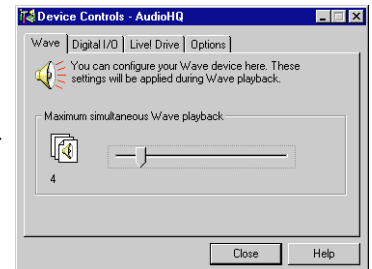 Device Controls - AudioHQ
Wave Digital I/O Live! Drive Options
You can configure your Wave device here. These
settings will be applied during Wave playback.
Maximum simultaneous Wave playback
4
Close Help